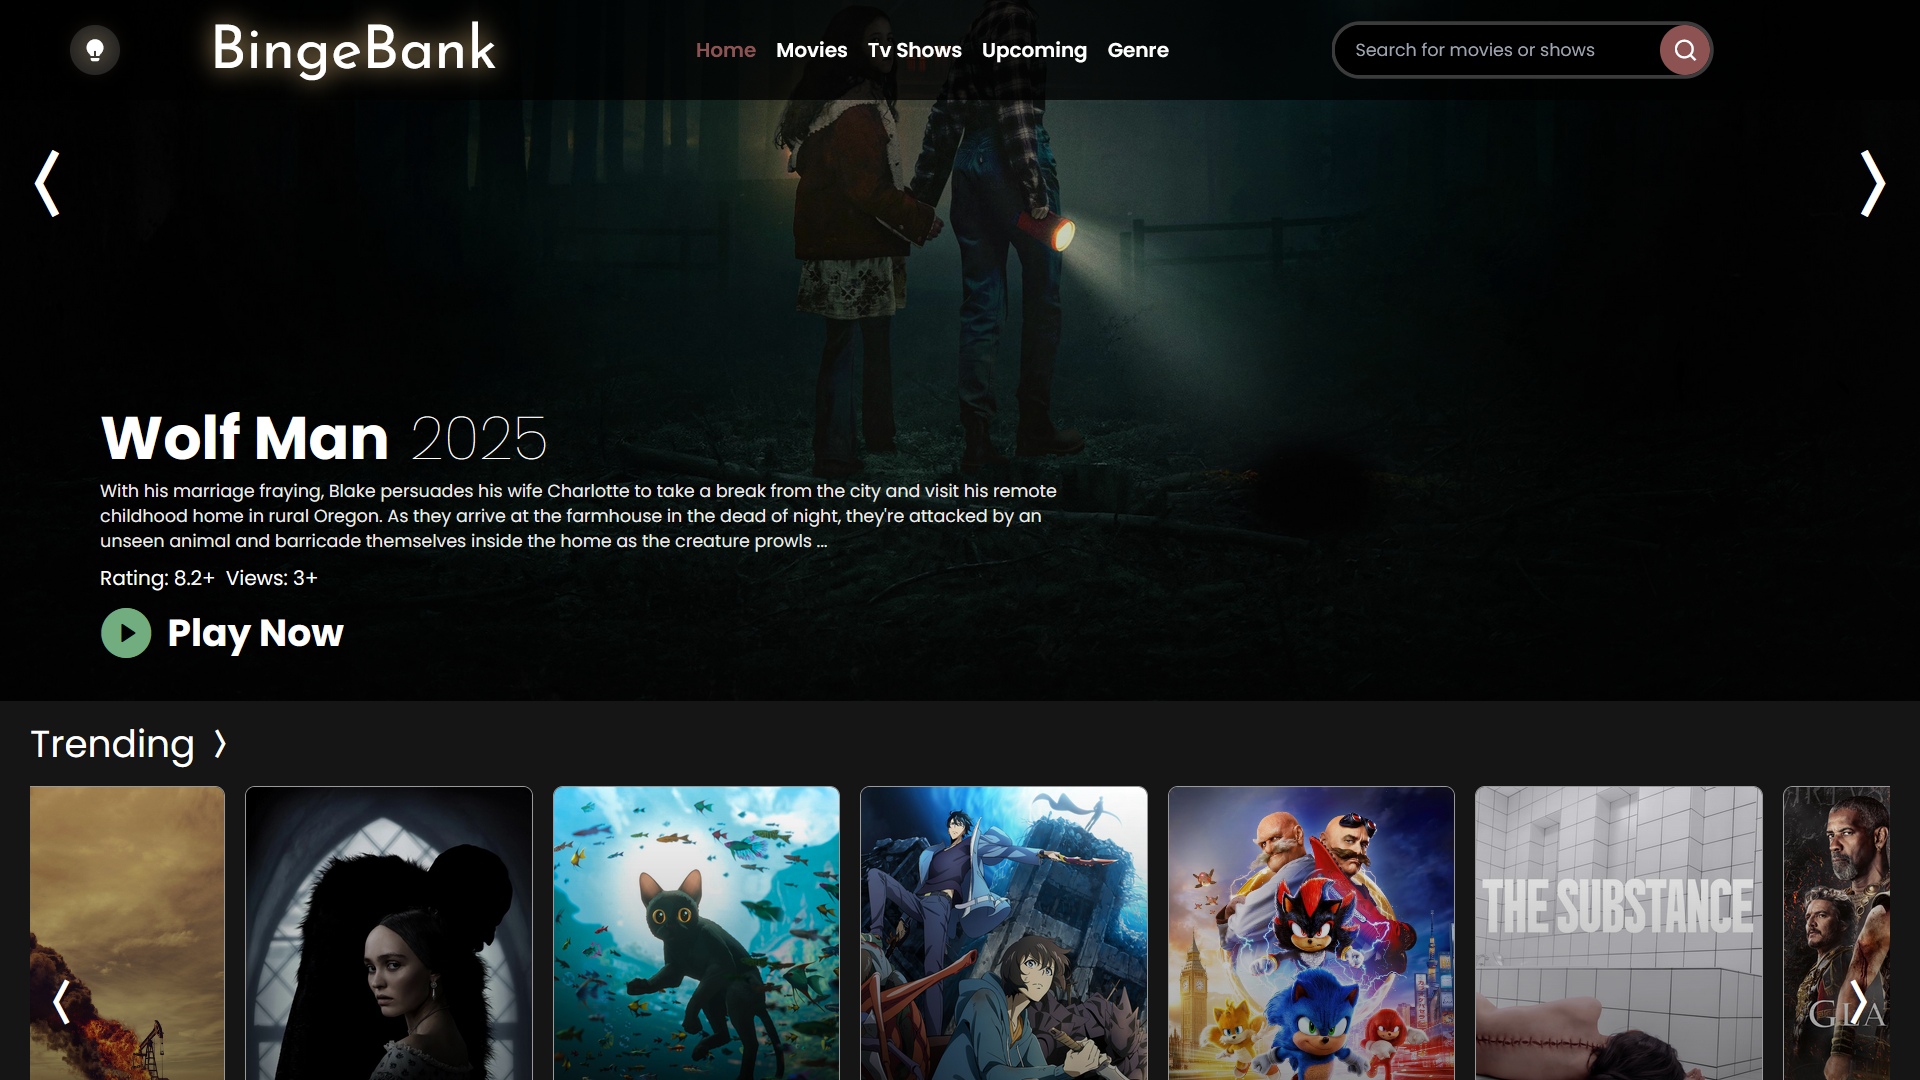 BingeBank
Home Movies Tv Shows Upcoming Genre
Search for movies or shows
Wolf Man 2025
With his marriage fraying, Blake persuades his wife Charlotte to take a break from the city and visit his remote
childhood home in rural Oregon. As they arrive at the farmhouse in the dead of night, they're attacked by an
unseen animal and barricade themselves inside the home as the creature prowls ...
Rating: 8.2+ Views: 3+
Play Now
Trending
THE SUBSTANCE
GLA